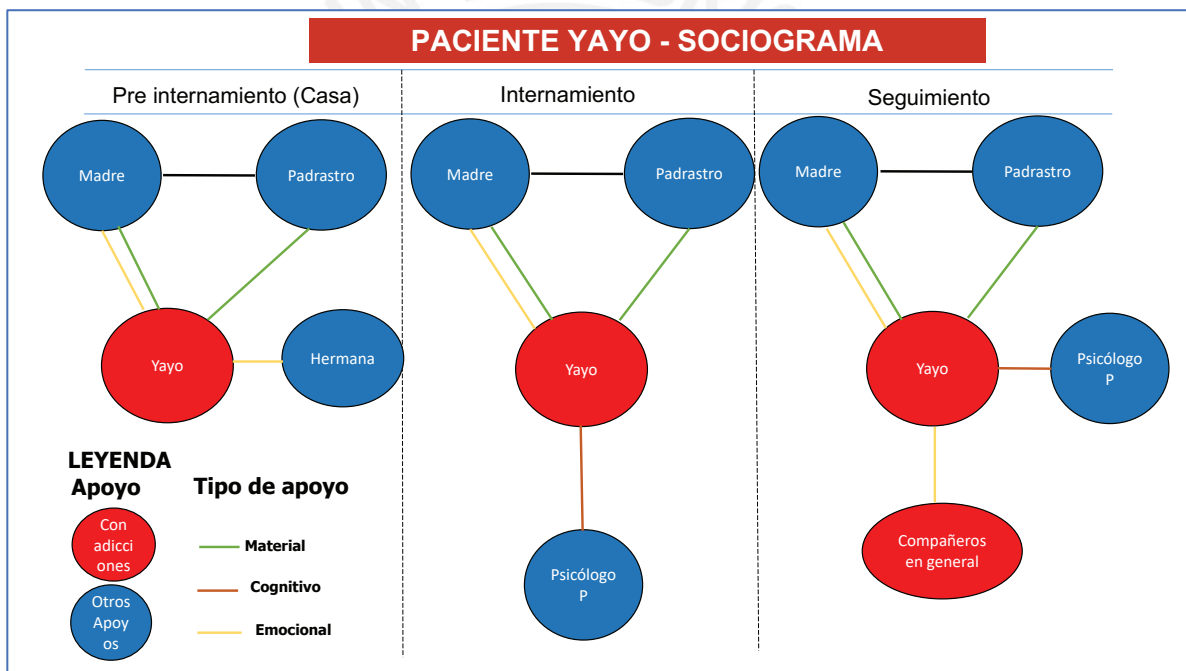 PACIENTE YAYO - SOCIOGRAMA
Pre internamiento (Casa)
Internamiento
Seguimiento
Madre
Padrastro
Yayo
Hermana
Madre
Padrastro
Yayo
Psicólogo
P
Madre
Padrastro
Yayo
Psicólogo
P
Compañeros
en general
LEYENDA
Apoyo
Con
adicci
ones
Otros
Apoy
os
Tipo de apoyo
Material
Cognitivo
Emocional